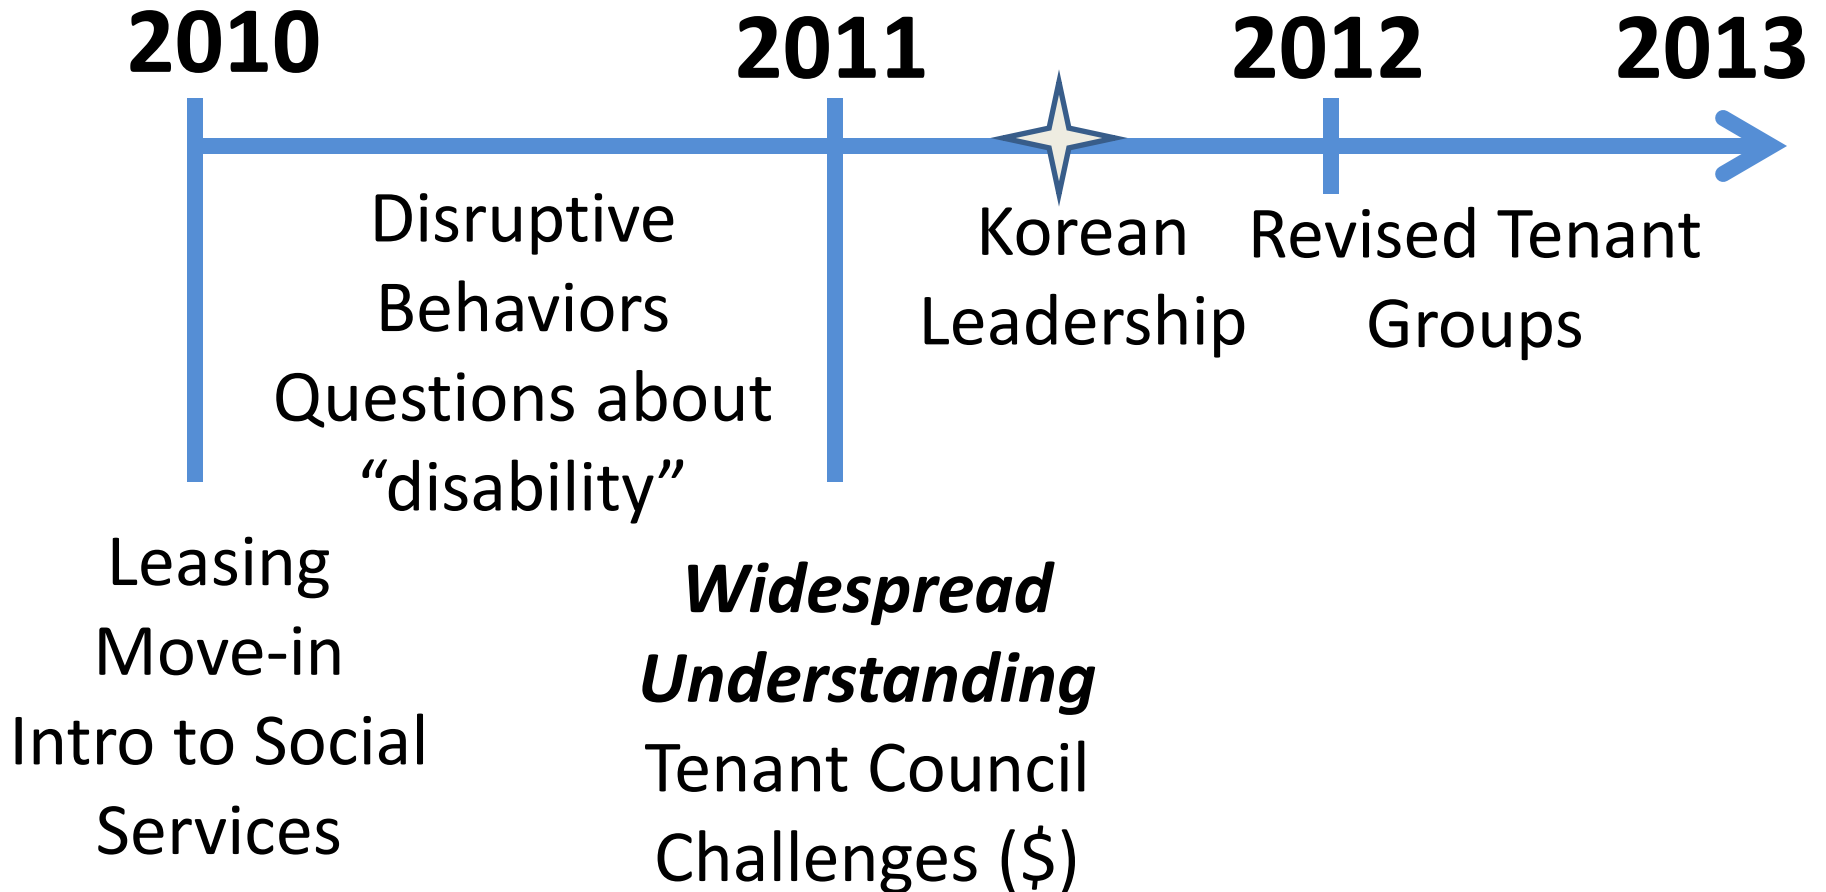 2010
2011
2012
2013
Disruptive
Behaviors
Questions about
“disability”
Korean
Leadership
Revised Tenant
Groups
Leasing
Move-in
Intro to Social
Services
Widespread
Understanding
Tenant Council
Challenges ($)